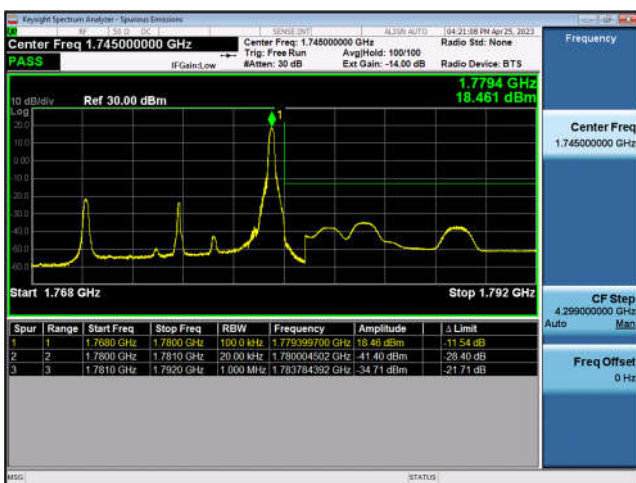 Keysight Spectrum Analyzer - Spurious Emissions
RF 50 Ω DC SENSE:INT ALIGN AUTO 04:21:08 PM Apr 25, 2023
Center Freq 1.745000000 GHz Center Freq: 1.745000000 GHz Radio Std: None Frequency
Trig: Free Run Avg|Hold: 100/100
PASS IFGain:Low #Atten: 30 dB Ext Gain: -14.00 dB Radio Device: BTS
1.7794 GHz
10 dB/div Ref 30.00 dBm 18.461 dBm
Log
20.0
10.0
0.00
-10.0
-20.0
-30.0
-40.0
-50.0
-60.0
1
Start 1.768 GHz Stop 1.792 GHz
Center Freq
1.745000000 GHz
CF Step
4.299000000 GHz
Auto Man
Freq Offset
0 Hz
Spur Range Start Freq Stop Freq RBW Frequency Amplitude Δ Limit
1 1 1.7680 GHz 1.7800 GHz 100.0 kHz 1.779399700 GHz 18.46 dBm -11.54 dB
2 2 1.7800 GHz 1.7810 GHz 20.00 kHz 1.780004502 GHz -41.40 dBm -28.40 dB
3 3 1.7810 GHz 1.7920 GHz 1.000 MHz 1.783784392 GHz -34.71 dBm -21.71 dB
MSG STATUS